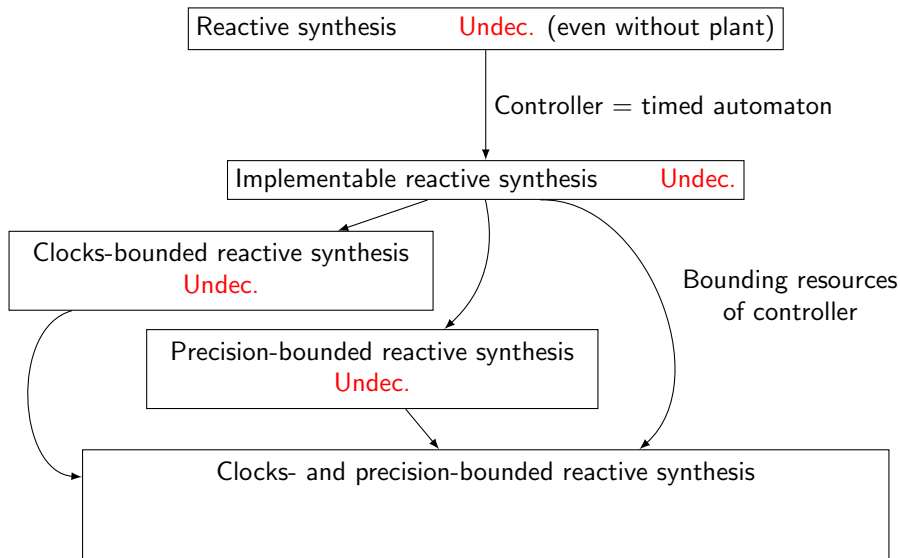 Reactive synthesis Undec. (even without plant)
Controller = timed automaton
Implementable reactive synthesis Undec.
Clocks-bounded reactive synthesis
Undec.
Bounding resources
of controller
Precision-bounded reactive synthesis
Undec.
Clocks- and precision-bounded reactive synthesis